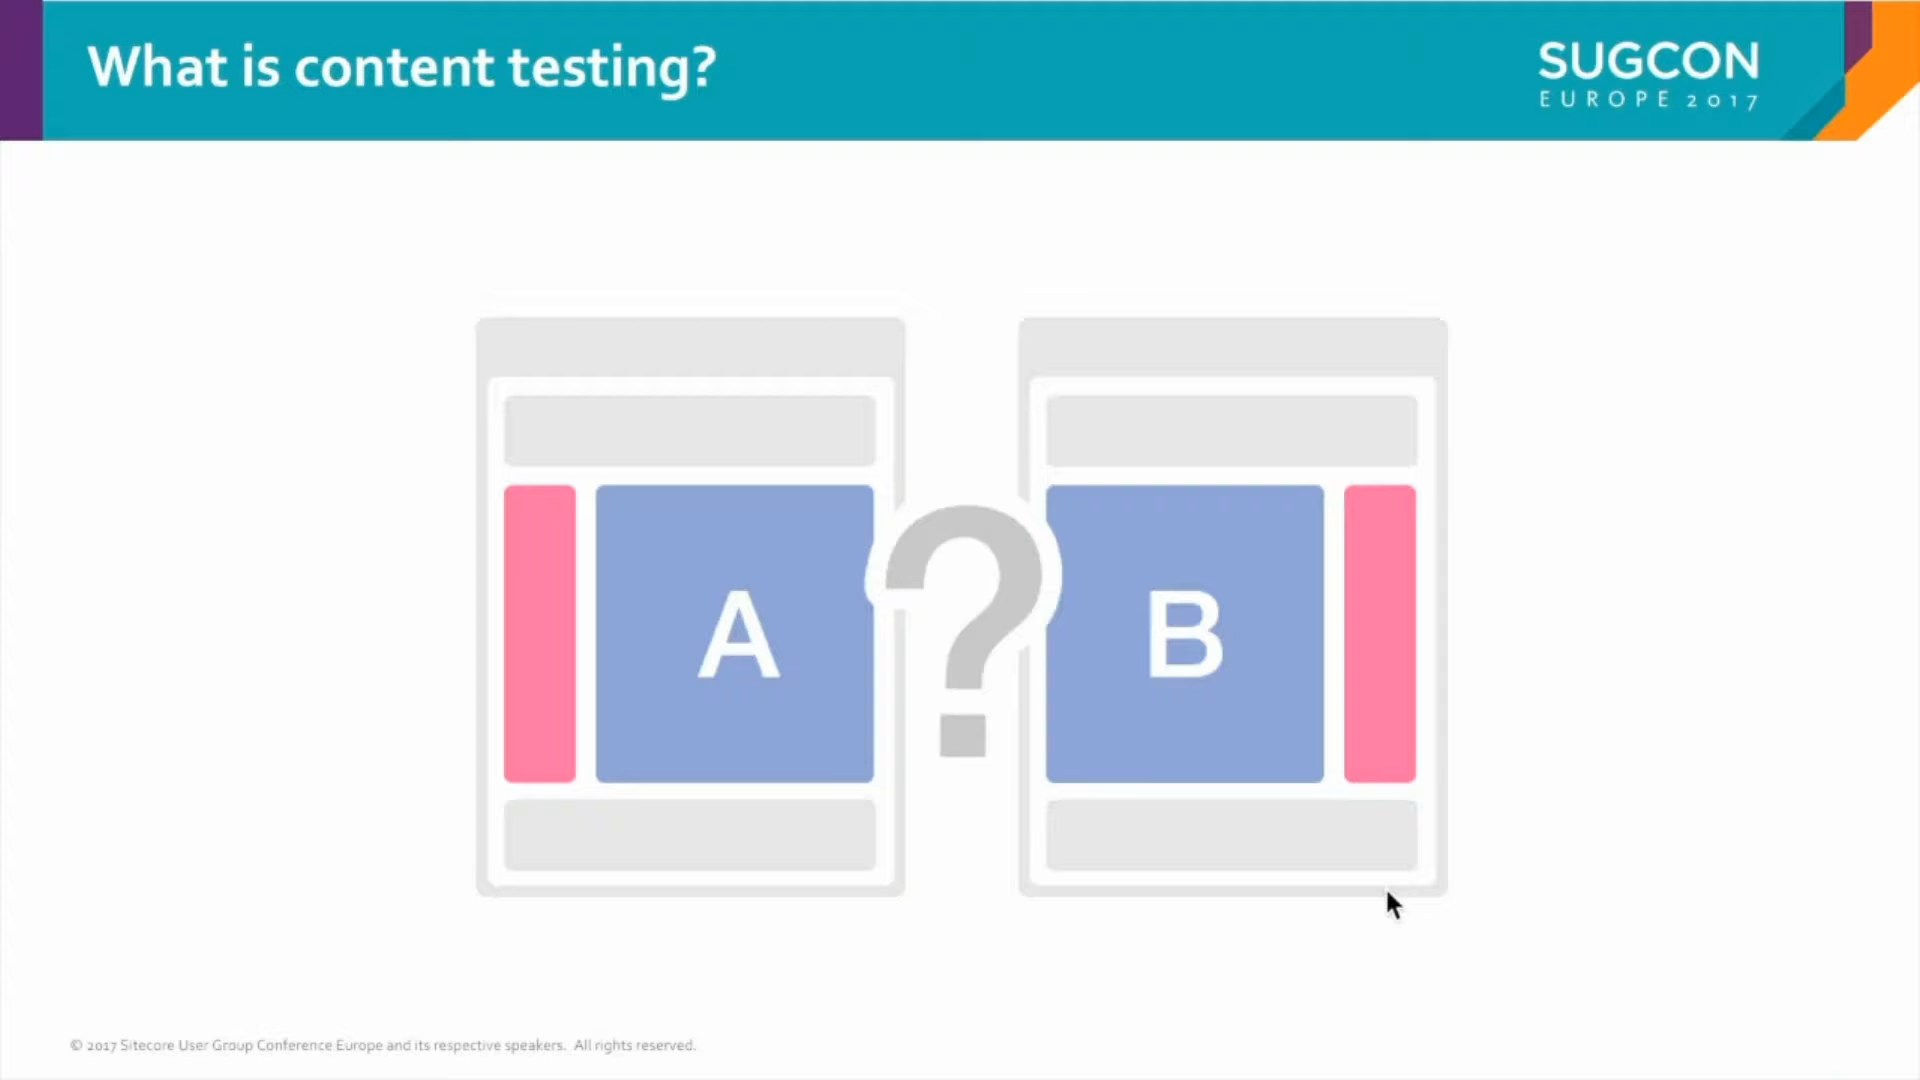 What is content testing?
SUGCON
EUROPE 2017
A
?
B
© 2017 Sitecore User Group Conference Europe and its respective speakers. All rights reserved.